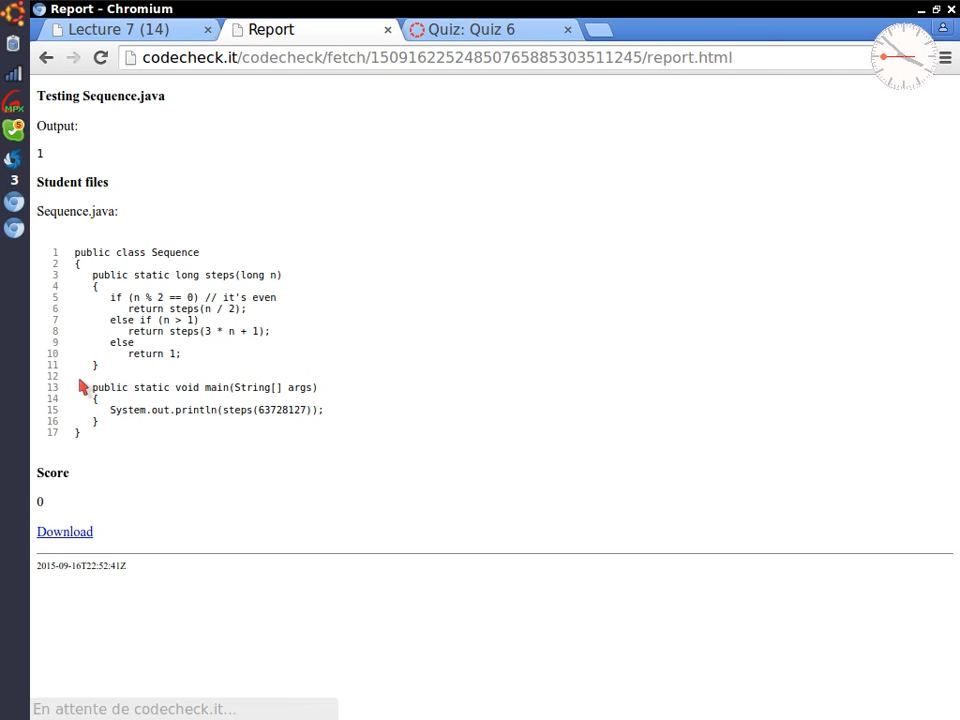 Report - Chromium
Lecture 7 (14) × Report × Quiz: Quiz 6 ×
codecheck.it/codecheck/fetch/15091622524850765885303511245/report.html
MPX
5
3
Testing Sequence.java
Output:
1
Student files
Sequence.java:
1 public class Sequence
2 {
3 public static long steps(long n)
4 {
5 if (n % 2 == 0) // it's even
6 return steps(n / 2);
7 else if (n > 1)
8 return steps(3 * n + 1);
9 else
10 return 1;
11 }
12
13 public static void main(String[] args)
14 {
15 System.out.println(steps(63728127));
16 }
17 }
Score
0
Download
2015-09-16T22:52:41Z
En attente de codecheck.it...